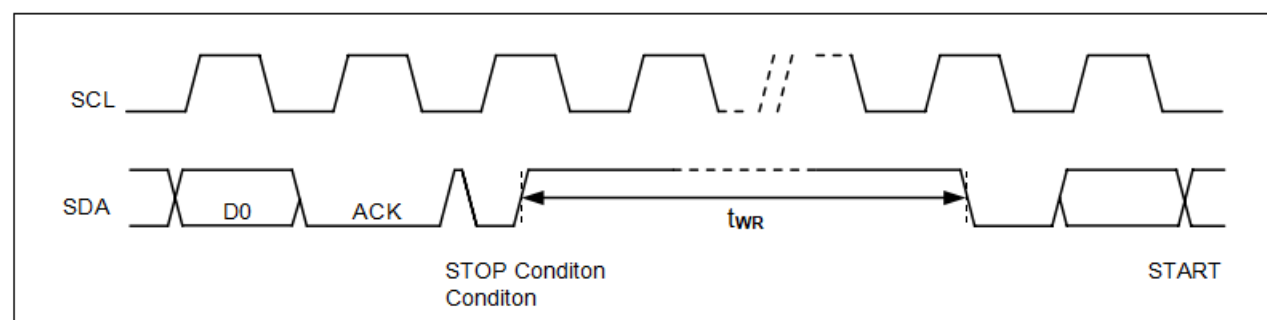 SCL
SDA
D0
ACK
tWR
STOP Conditon
START
Conditon